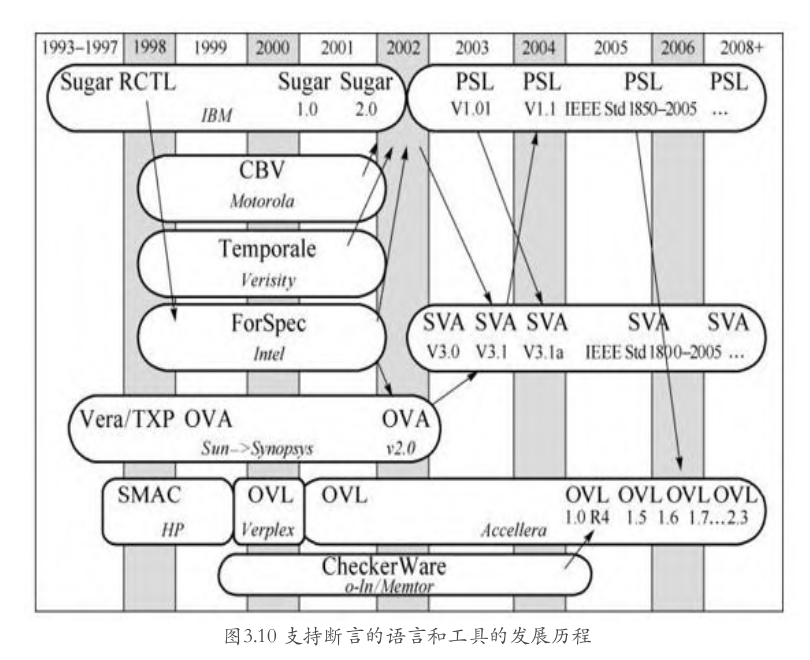 1993–1997 1998 1999 2000 2001 2002 2003 2004 2005 2006 2008+
Sugar RCTL Sugar Sugar PSL PSL PSL PSL
IBM 1.0 2.0 V1.01 V1.1 IEEE Std 1850–2005 ...
CBV
Motorola
Temporale
Verisity
ForSpec
Intel
SVA SVA SVA SVA SVA
V3.0 V3.1 V3.1a IEEE Std 1800–2005 ...
Vera/TXP OVA OVA
Sun–>Synopsys v2.0
SMAC OVL OVL OVL OVL OVL OVL
HP Verplex Accellera 1.0 R4 1.5 1.6 1.7...2.3
CheckerWare
o-In/Memtor
图3.10 支持断言的语言和工具的发展历程